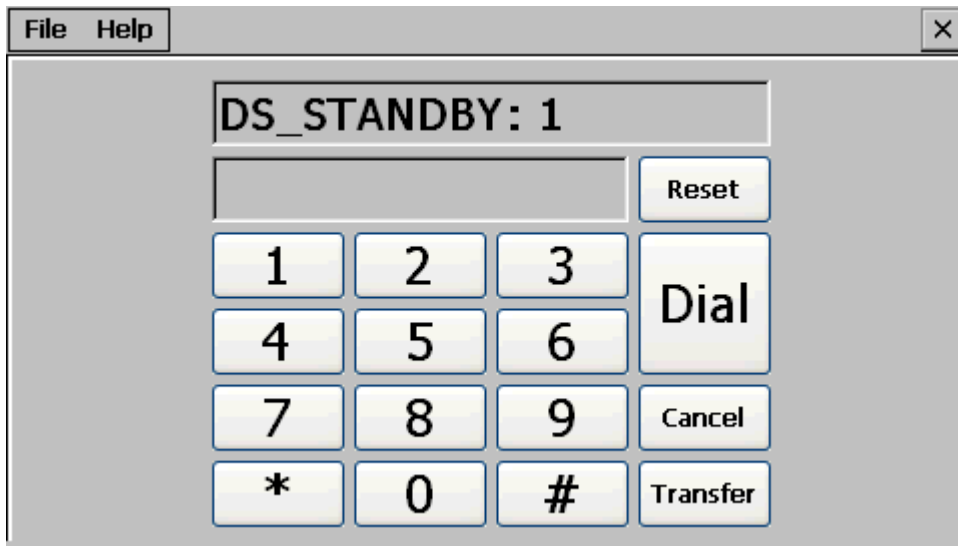 File Help
DS_STANDBY: 1
Reset
1 2 3
Dial
4 5 6
7 8 9 Cancel
* 0 # Transfer